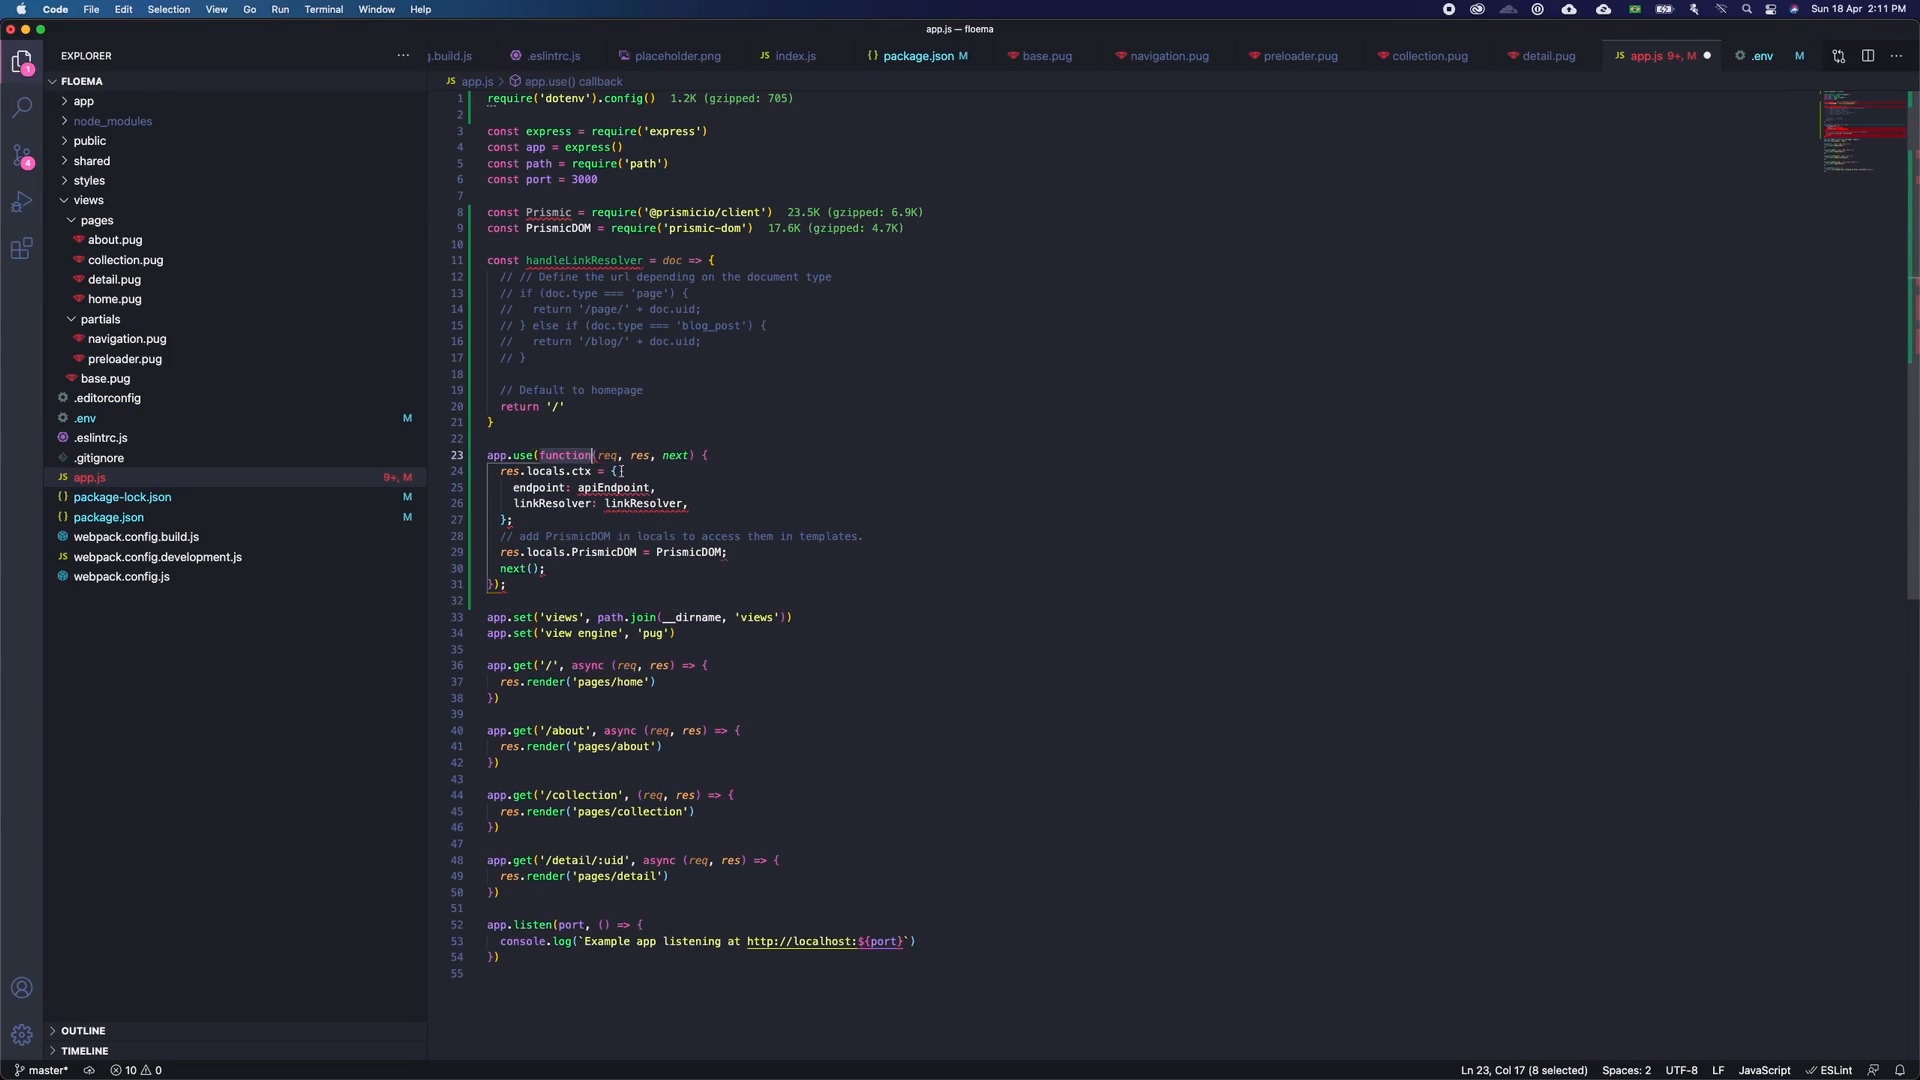 Code File Edit Selection View Go Run Terminal Window Help Sun 18 Apr 2:11 PM
app.js — floema
EXPLORER
g.build.js .eslintrc.js placeholder.png JS index.js {} package.json M base.pug navigation.pug preloader.pug collection.pug detail.pug JS app.js 9+, M .env M
FLOEMA
JS app.js > app.use() callback
app
node_modules
public
shared
styles
views
pages
about.pug
collection.pug
detail.pug
home.pug
partials
navigation.pug
preloader.pug
base.pug
.editorconfig
.env M
.eslintrc.js
.gitignore
JS app.js 9+, M
{} package-lock.json M
{} package.json M
webpack.config.build.js
JS webpack.config.development.js
webpack.config.js
OUTLINE
TIMELINE
1
4
1 require('dotenv').config() 1.2K (gzipped: 705)
2
3 const express = require('express')
4 const app = express()
5 const path = require('path')
6 const port = 3000
7
8 const Prismic = require('@prismicio/client') 23.5K (gzipped: 6.9K)
9 const PrismicDOM = require('prismic-dom') 17.6K (gzipped: 4.7K)
10
11 const handleLinkResolver = doc => {
12 // // Define the url depending on the document type
13 // if (doc.type === 'page') {
14 //   return '/page/' + doc.uid;
15 // } else if (doc.type === 'blog_post') {
16 //   return '/blog/' + doc.uid;
17 // }
18
19 // Default to homepage
20 return '/'
21 }
22
23 app.use(function(req, res, next) {
24 res.locals.ctx = {
25 endpoint: apiEndpoint,
26 linkResolver: linkResolver,
27 };
28 // add PrismicDOM in locals to access them in templates.
29 res.locals.PrismicDOM = PrismicDOM;
30 next();
31 });
32
33 app.set('views', path.join(__dirname, 'views'))
34 app.set('view engine', 'pug')
35
36 app.get('/', async (req, res) => {
37 res.render('pages/home')
38 })
39
40 app.get('/about', async (req, res) => {
41 res.render('pages/about')
42 })
43
44 app.get('/collection', (req, res) => {
45 res.render('pages/collection')
46 })
47
48 app.get('/detail/:uid', async (req, res) => {
49 res.render('pages/detail')
50 })
51
52 app.listen(port, () => {
53 console.log(`Example app listening at http://localhost:${port}`)
54 })
55
master* 10 0 Ln 23, Col 17 (8 selected) Spaces: 2 UTF-8 LF JavaScript ESLint